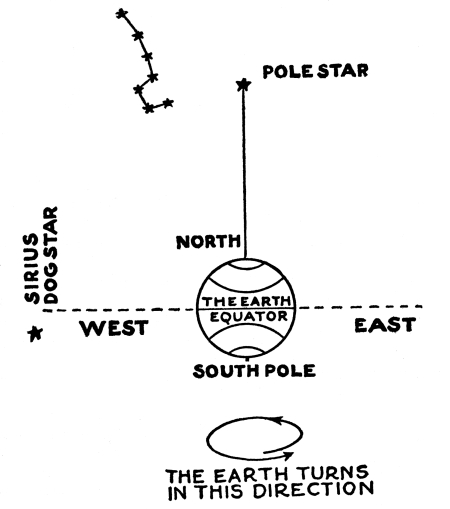 POLE STAR
NORTH
SIRIUS
DOG STAR
THE EARTH
EQUATOR
WEST
EAST
SOUTH POLE
THE EARTH TURNS
IN THIS DIRECTION